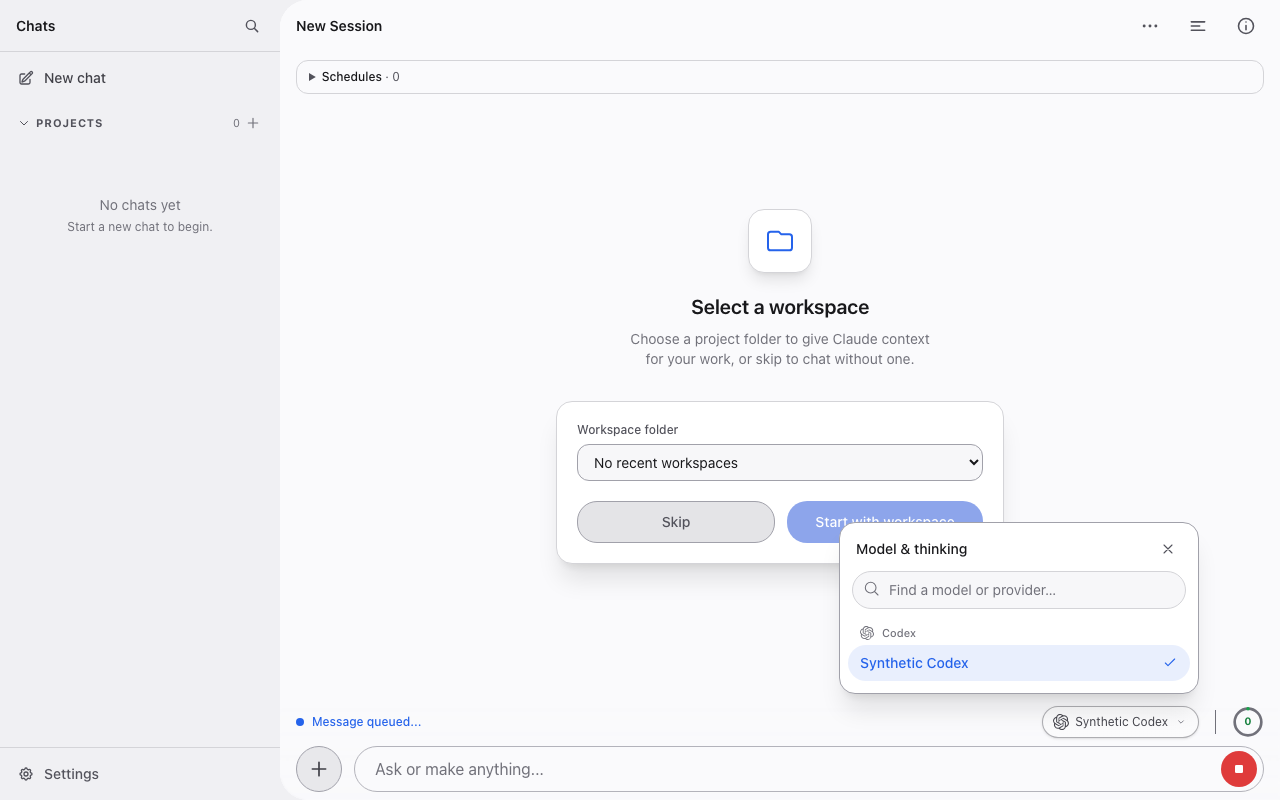 Chats
New chat
PROJECTS 0
No chats yet
Start a new chat to begin.
Settings
New Session
Schedules · 0
Select a workspace
Choose a project folder to give Claude context
for your work, or skip to chat without one.
Workspace folder
No recent workspaces
Skip
Start with workspace
Model & thinking
Find a model or provider...
Codex
Synthetic Codex
Message queued...
Synthetic Codex
0
Ask or make anything...